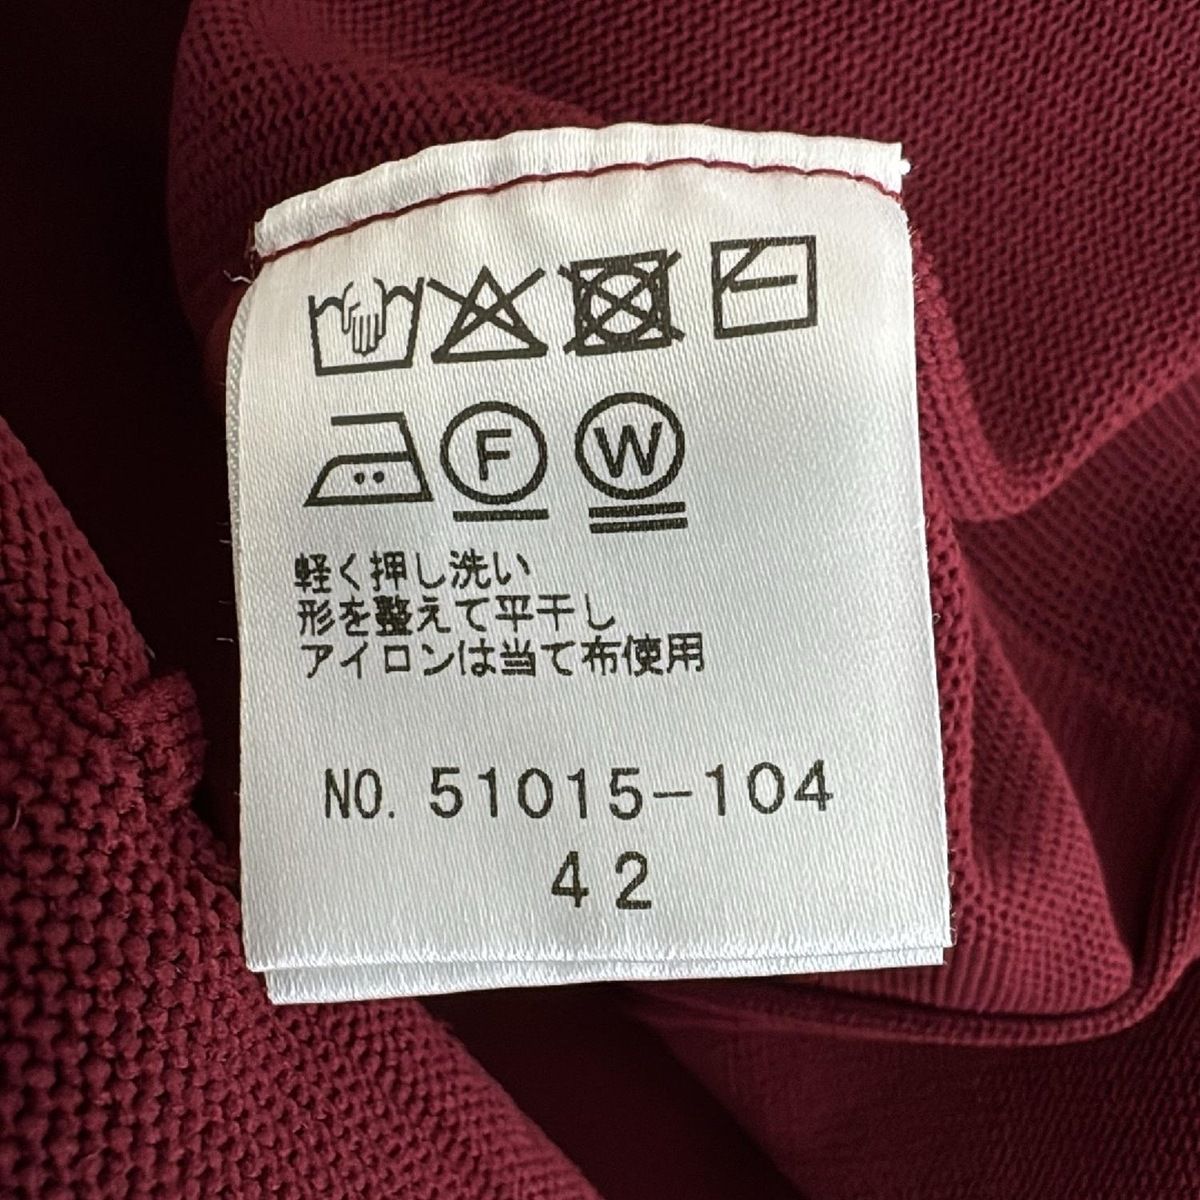 F W
軽く押し洗い
形を整えて平干し
アイロンは当て布使用
NO. 51015-104
42